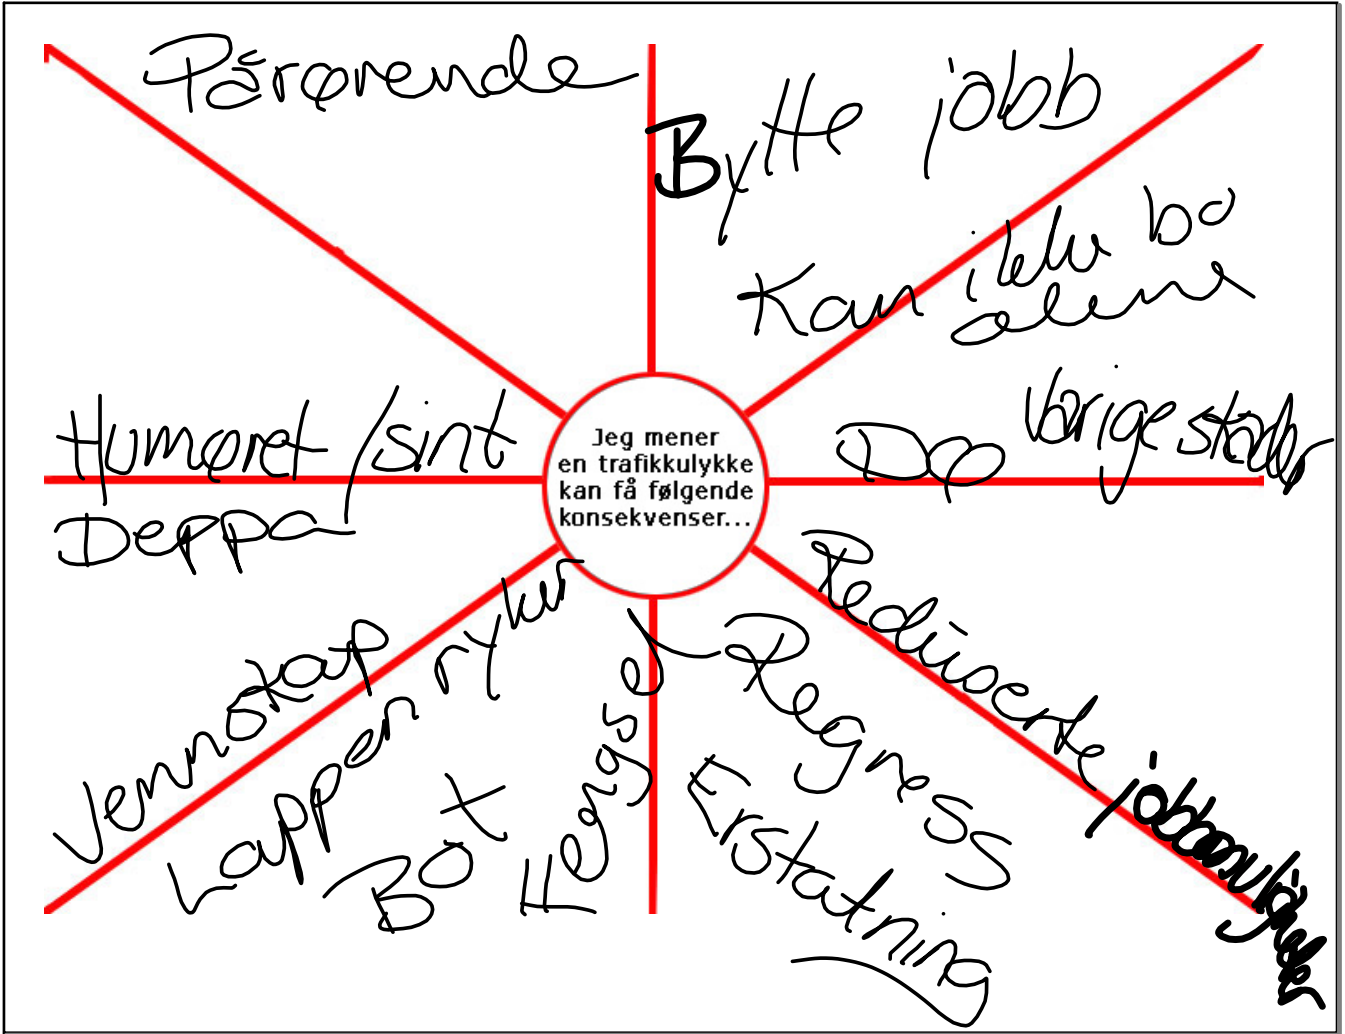 Pårørende
Bytte jobb
Kan ikke bo
alene
Humøret /sint
Deppa
Jeg mener
en trafikkulykke
kan få følgende
konsekvenser...
Dø
Varige skader
Vennskap
Lappen ryker
Bot
Fengsel
Regress
Erstatning
Reduserte jobbmuligheter